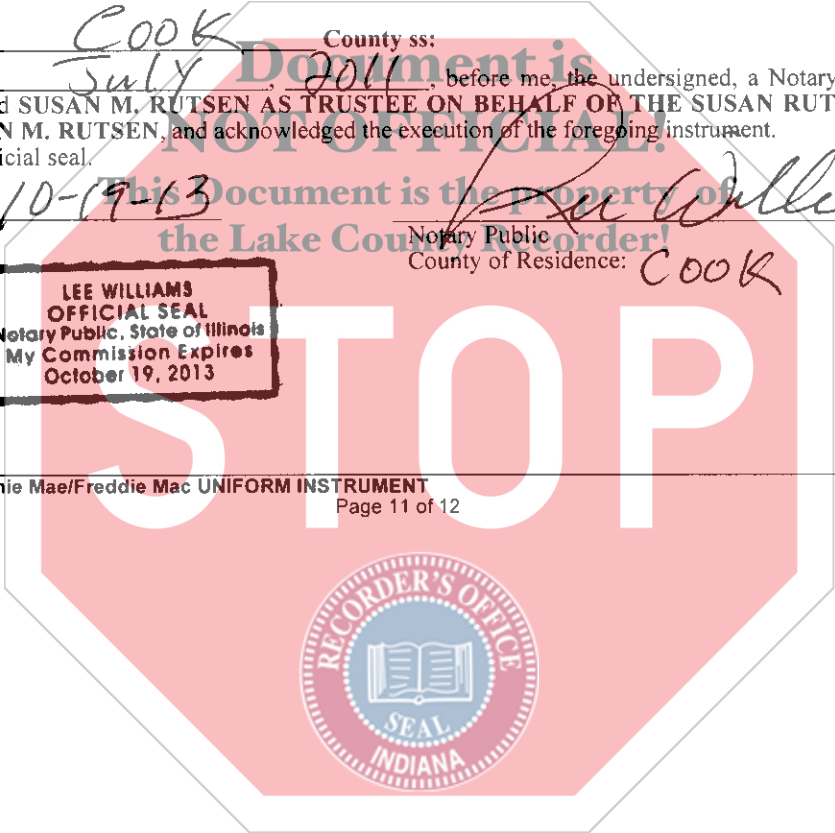 Cook County ss:
Document is
July, 2011, before me, the undersigned, a Notary
d SUSAN M. RUTSEN AS TRUSTEE ON BEHALF OF THE SUSAN RUT
N M. RUTSEN, and acknowledged the execution of the foregoing instrument.
NOT OFFICIAL!
icial seal.
10-19-13
This Document is the property of
the Lake County Recorder!
Notary Public
County of Residence: Cook
LEE WILLIAMS
OFFICIAL SEAL
Notary Public, State of Illinois
My Commission Expires
October 19, 2013
STOP
nie Mae/Freddie Mac UNIFORM INSTRUMENT
Page 11 of 12
RECORDER'S OFFICE
SEAL
INDIANA